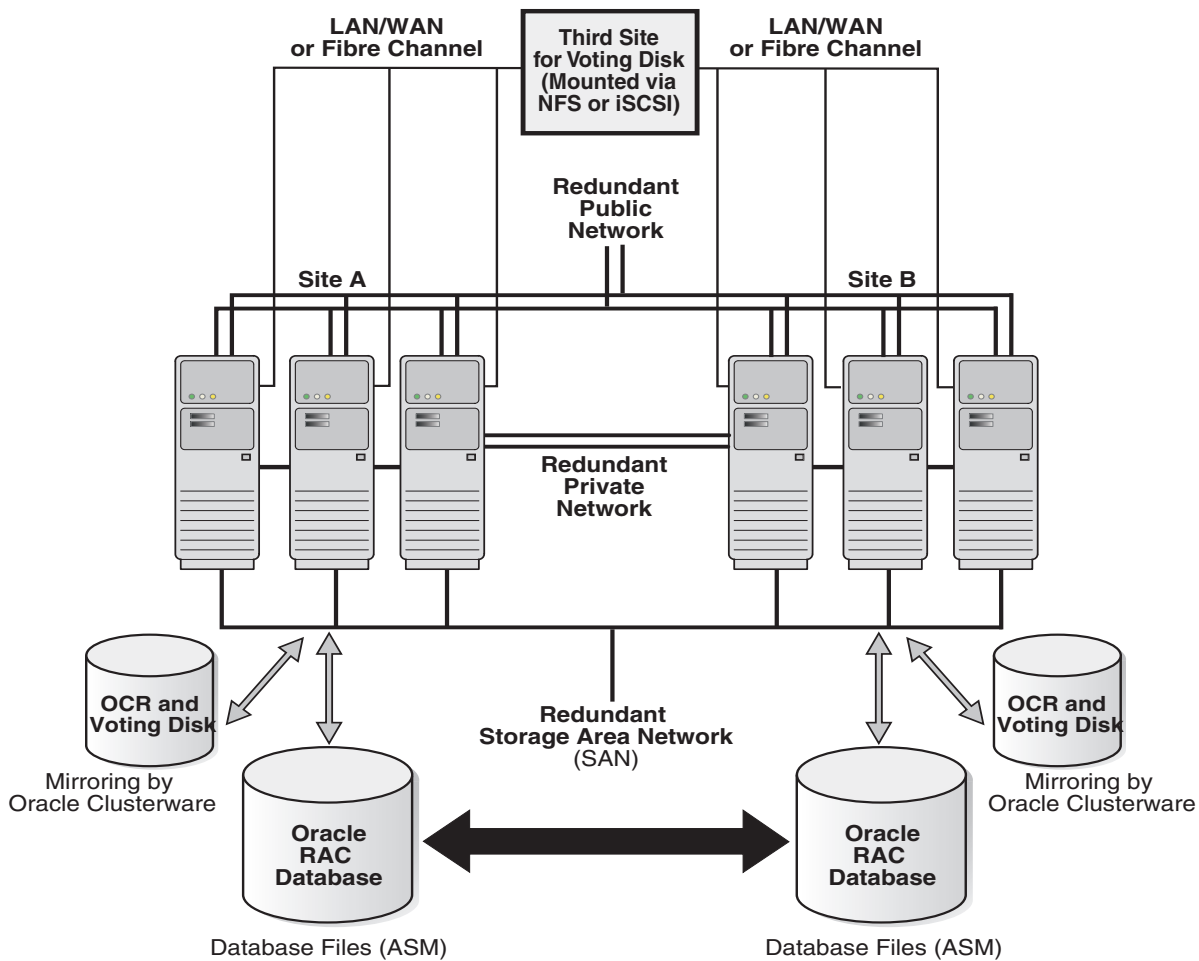 LAN/WAN
or Fibre Channel
Third Site
for Voting Disk
(Mounted via
NFS or iSCSI)
LAN/WAN
or Fibre Channel
Redundant
Public
Network
Site A
Site B
Redundant
Private
Network
OCR and
Voting Disk
Mirroring by
Oracle Clusterware
Redundant
Storage Area Network
(SAN)
OCR and
Voting Disk
Mirroring by
Oracle Clusterware
Oracle
RAC
Database
Oracle
RAC
Database
Database Files (ASM)
Database Files (ASM)